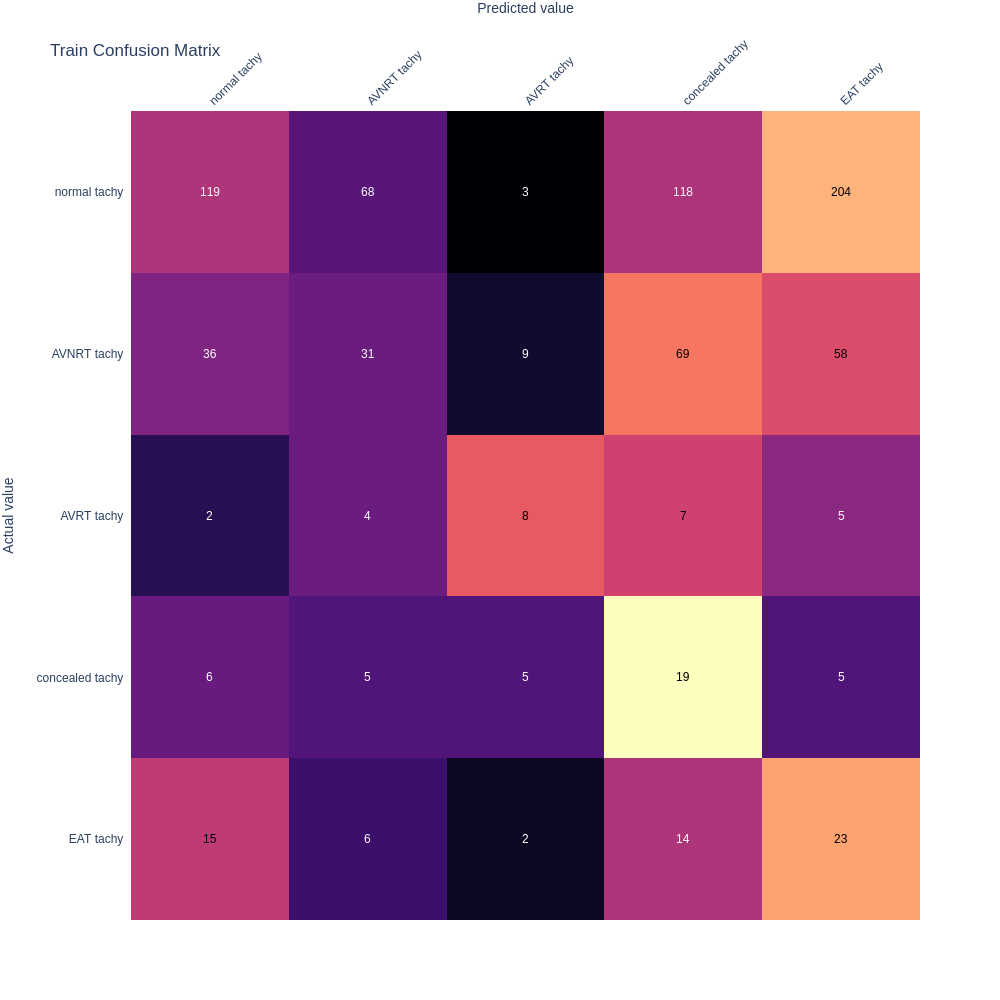 Predicted value
Train Confusion Matrix
normal tachy
AVNRT tachy
AVRT tachy
concealed tachy
EAT tachy
Actual value
normal tachy 119 68 3 118 204
AVNRT tachy 36 31 9 69 58
AVRT tachy 2 4 8 7 5
concealed tachy 6 5 5 19 5
EAT tachy 15 6 2 14 23